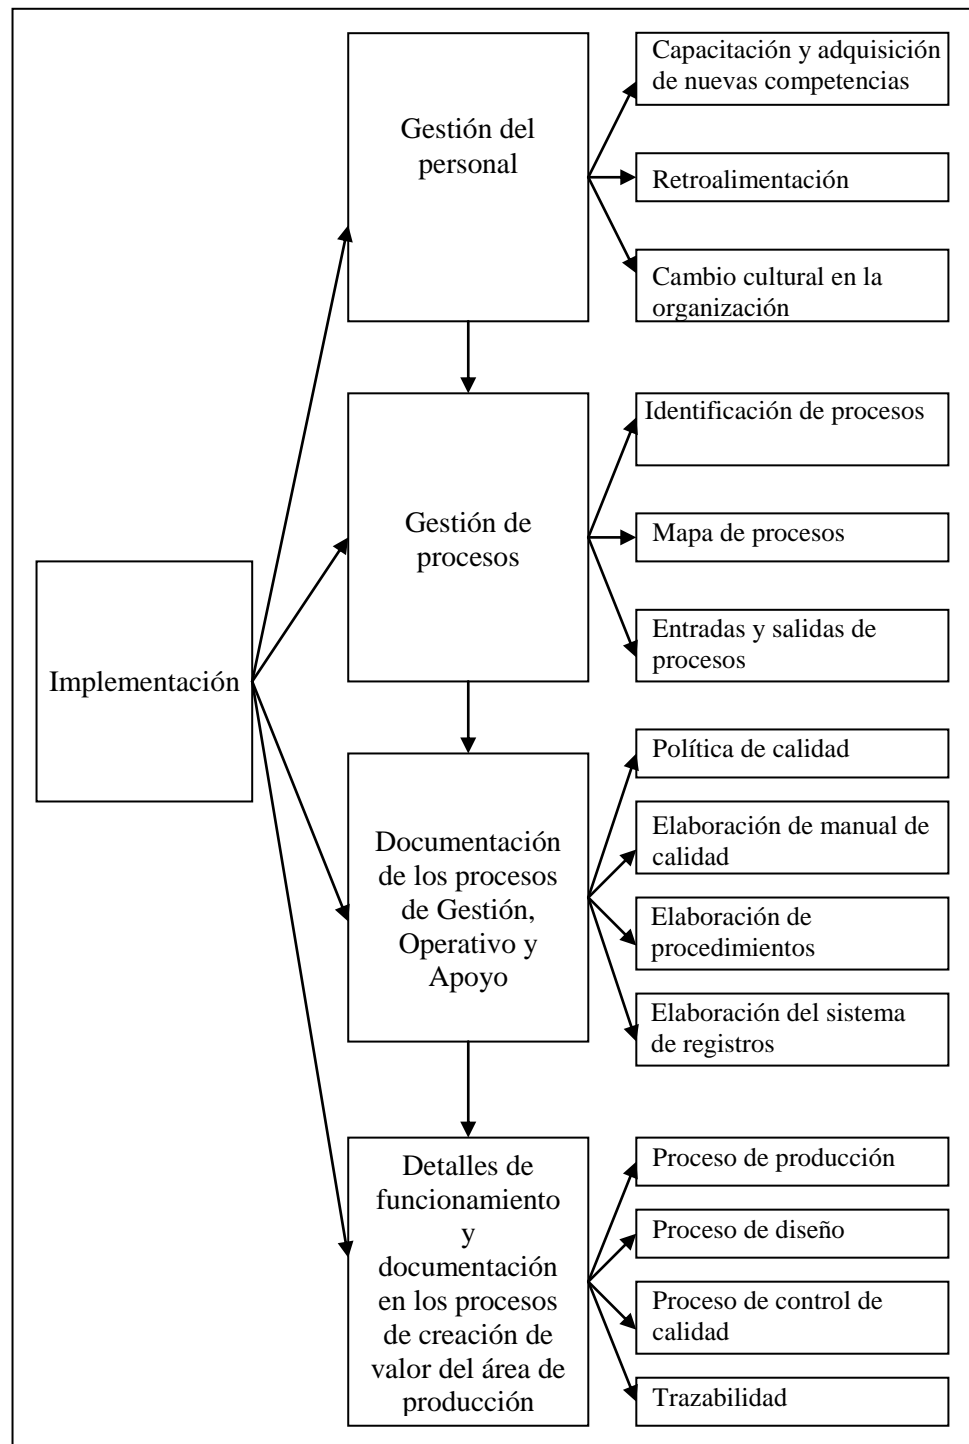 Gestión del
personal
Capacitación y adquisición
de nuevas competencias
Retroalimentación
Cambio cultural en la
organización
Gestión de
procesos
Identificación de procesos
Mapa de procesos
Entradas y salidas de
procesos
Implementación
Documentación
de los procesos
de Gestión,
Operativo y
Apoyo
Política de calidad
Elaboración de manual de
calidad
Elaboración de
procedimientos
Elaboración del sistema
de registros
Detalles de
funcionamiento
y
documentación
en los procesos
de creación de
valor del área de
producción
Proceso de producción
Proceso de diseño
Proceso de control de
calidad
Trazabilidad